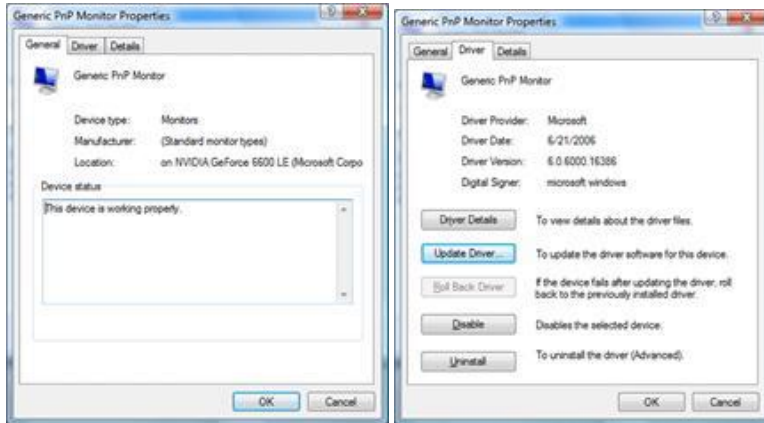 Generic PnP Monitor Properties
General Driver Details
Generic PnP Monitor
Device type: Monitors
Manufacturer: (Standard monitor types)
Location: on NVIDIA GeForce 6600 LE (Microsoft Corpo
Device status
This device is working properly.
OK Cancel
Generic PnP Monitor Properties
General Driver Details
Generic PnP Monitor
Driver Provider: Microsoft
Driver Date: 6/21/2006
Driver Version: 6.0.6000.16386
Digital Signer: microsoft windows
Driver Details To view details about the driver files.
Update Driver... To update the driver software for this device.
Roll Back Driver If the device fails after updating the driver, roll
back to the previously installed driver.
Disable Disables the selected device.
Uninstall To uninstall the driver (Advanced).
OK Cancel